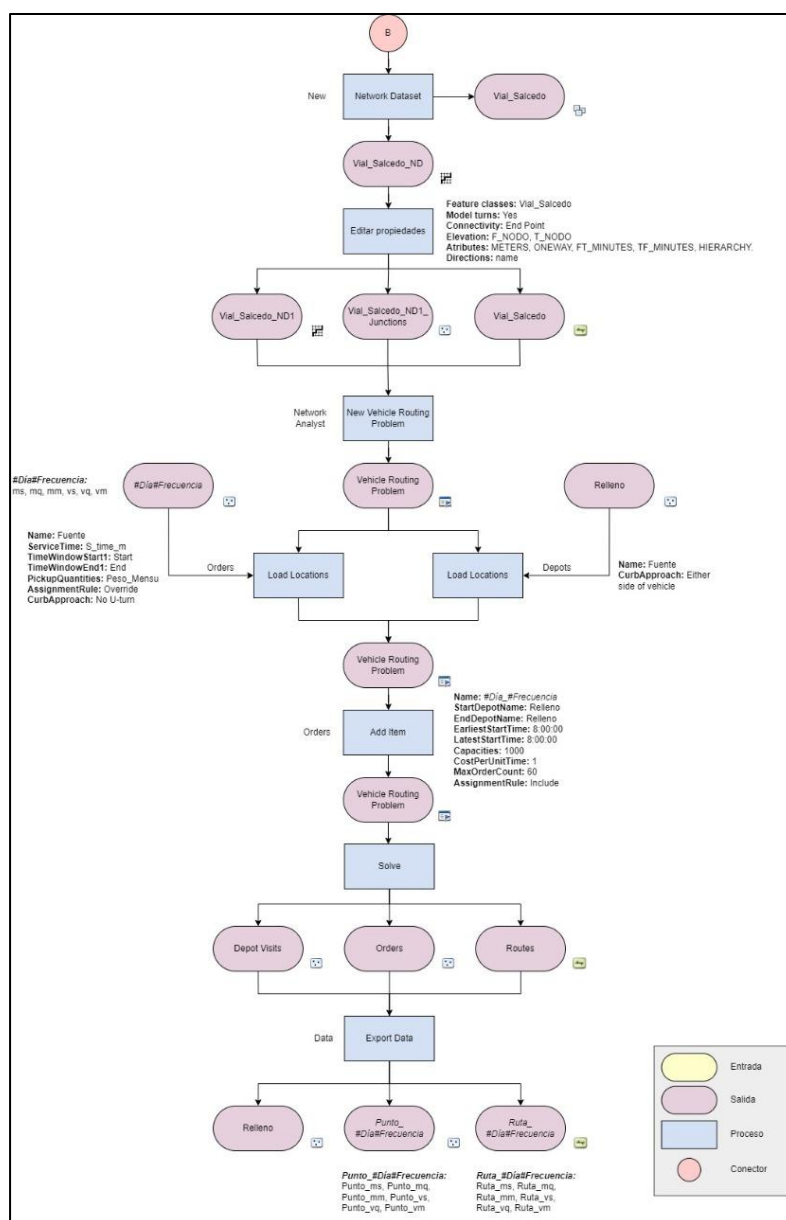 B
New
Network Dataset
Vial_Salcedo
Vial_Salcedo_ND
Editar propiedades
Feature classes: Vial_Salcedo
Model turns: Yes
Connectivity: End Point
Elevation: F_NODO, T_NODO
Atributes: METERS, ONEWAY, FT_MINUTES, TF_MINUTES, HIERARCHY.
Directions: name
Vial_Salcedo_ND1
Vial_Salcedo_ND1_
Junctions
Vial_Salcedo
Network
Analyst
New Vehicle Routing
Problem
#Día#Frecuencia:
ms, mq, mm, vs, vq, vm
#Día#Frecuencia
Vehicle Routing
Problem
Relleno
Name: Fuente
ServiceTime: S_time_m
TimeWindowStart1: Start
TimeWindowEnd1: End
PickupQuantities: Peso_Mensu
AssignmentRule: Override
CurbApproach: No U-turn
Orders
Load Locations
Load Locations
Depots
Name: Fuente
CurbApproach: Either
side of vehicle
Vehicle Routing
Problem
Orders
Add Item
Name: #Día_#Frecuencia
StartDepotName: Relleno
EndDepotName: Relleno
EarliestStartTime: 8:00:00
LatestStartTime: 8:00:00
Capacities: 1000
CostPerUnitTime: 1
MaxOrderCount: 60
AssignmentRule: Include
Vehicle Routing
Problem
Solve
Depot Visits
Orders
Routes
Data
Export Data
Relleno
Punto_
#Día#Frecuencia
Ruta_
#Día#Frecuencia
Punto_#Día#Frecuencia:
Punto_ms, Punto_mq,
Punto_mm, Punto_vs,
Punto_vq, Punto_vm
Ruta_#Día#Frecuencia:
Ruta_ms, Ruta_mq,
Ruta_mm, Ruta_vs,
Ruta_vq, Ruta_vm
Entrada
Salida
Proceso
Conector